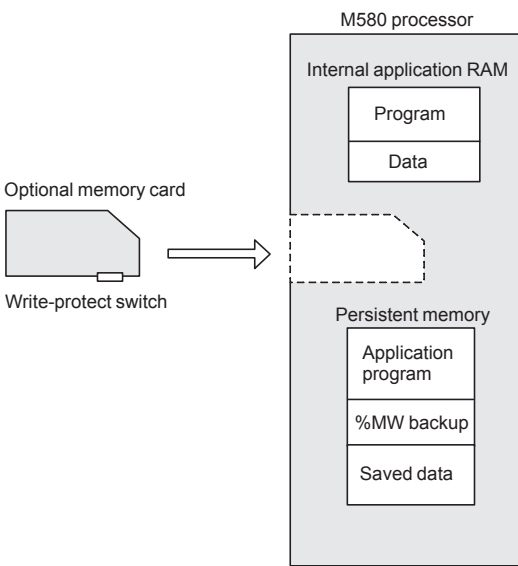 M580 processor
Internal application RAM
Program
Data
Optional memory card
Write-protect switch
Persistent memory
Application
program
%MW backup
Saved data